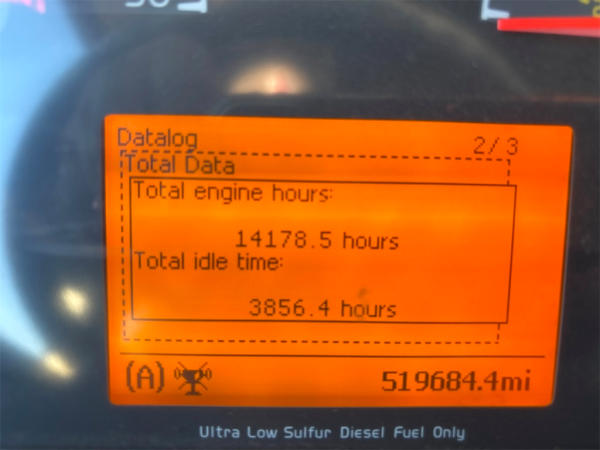 Datalog 2/3
Total Data
Total engine hours:
14178.5 hours
Total idle time:
3856.4 hours
(A) 519684.4mi
Ultra Low Sulfur Diesel Fuel Only